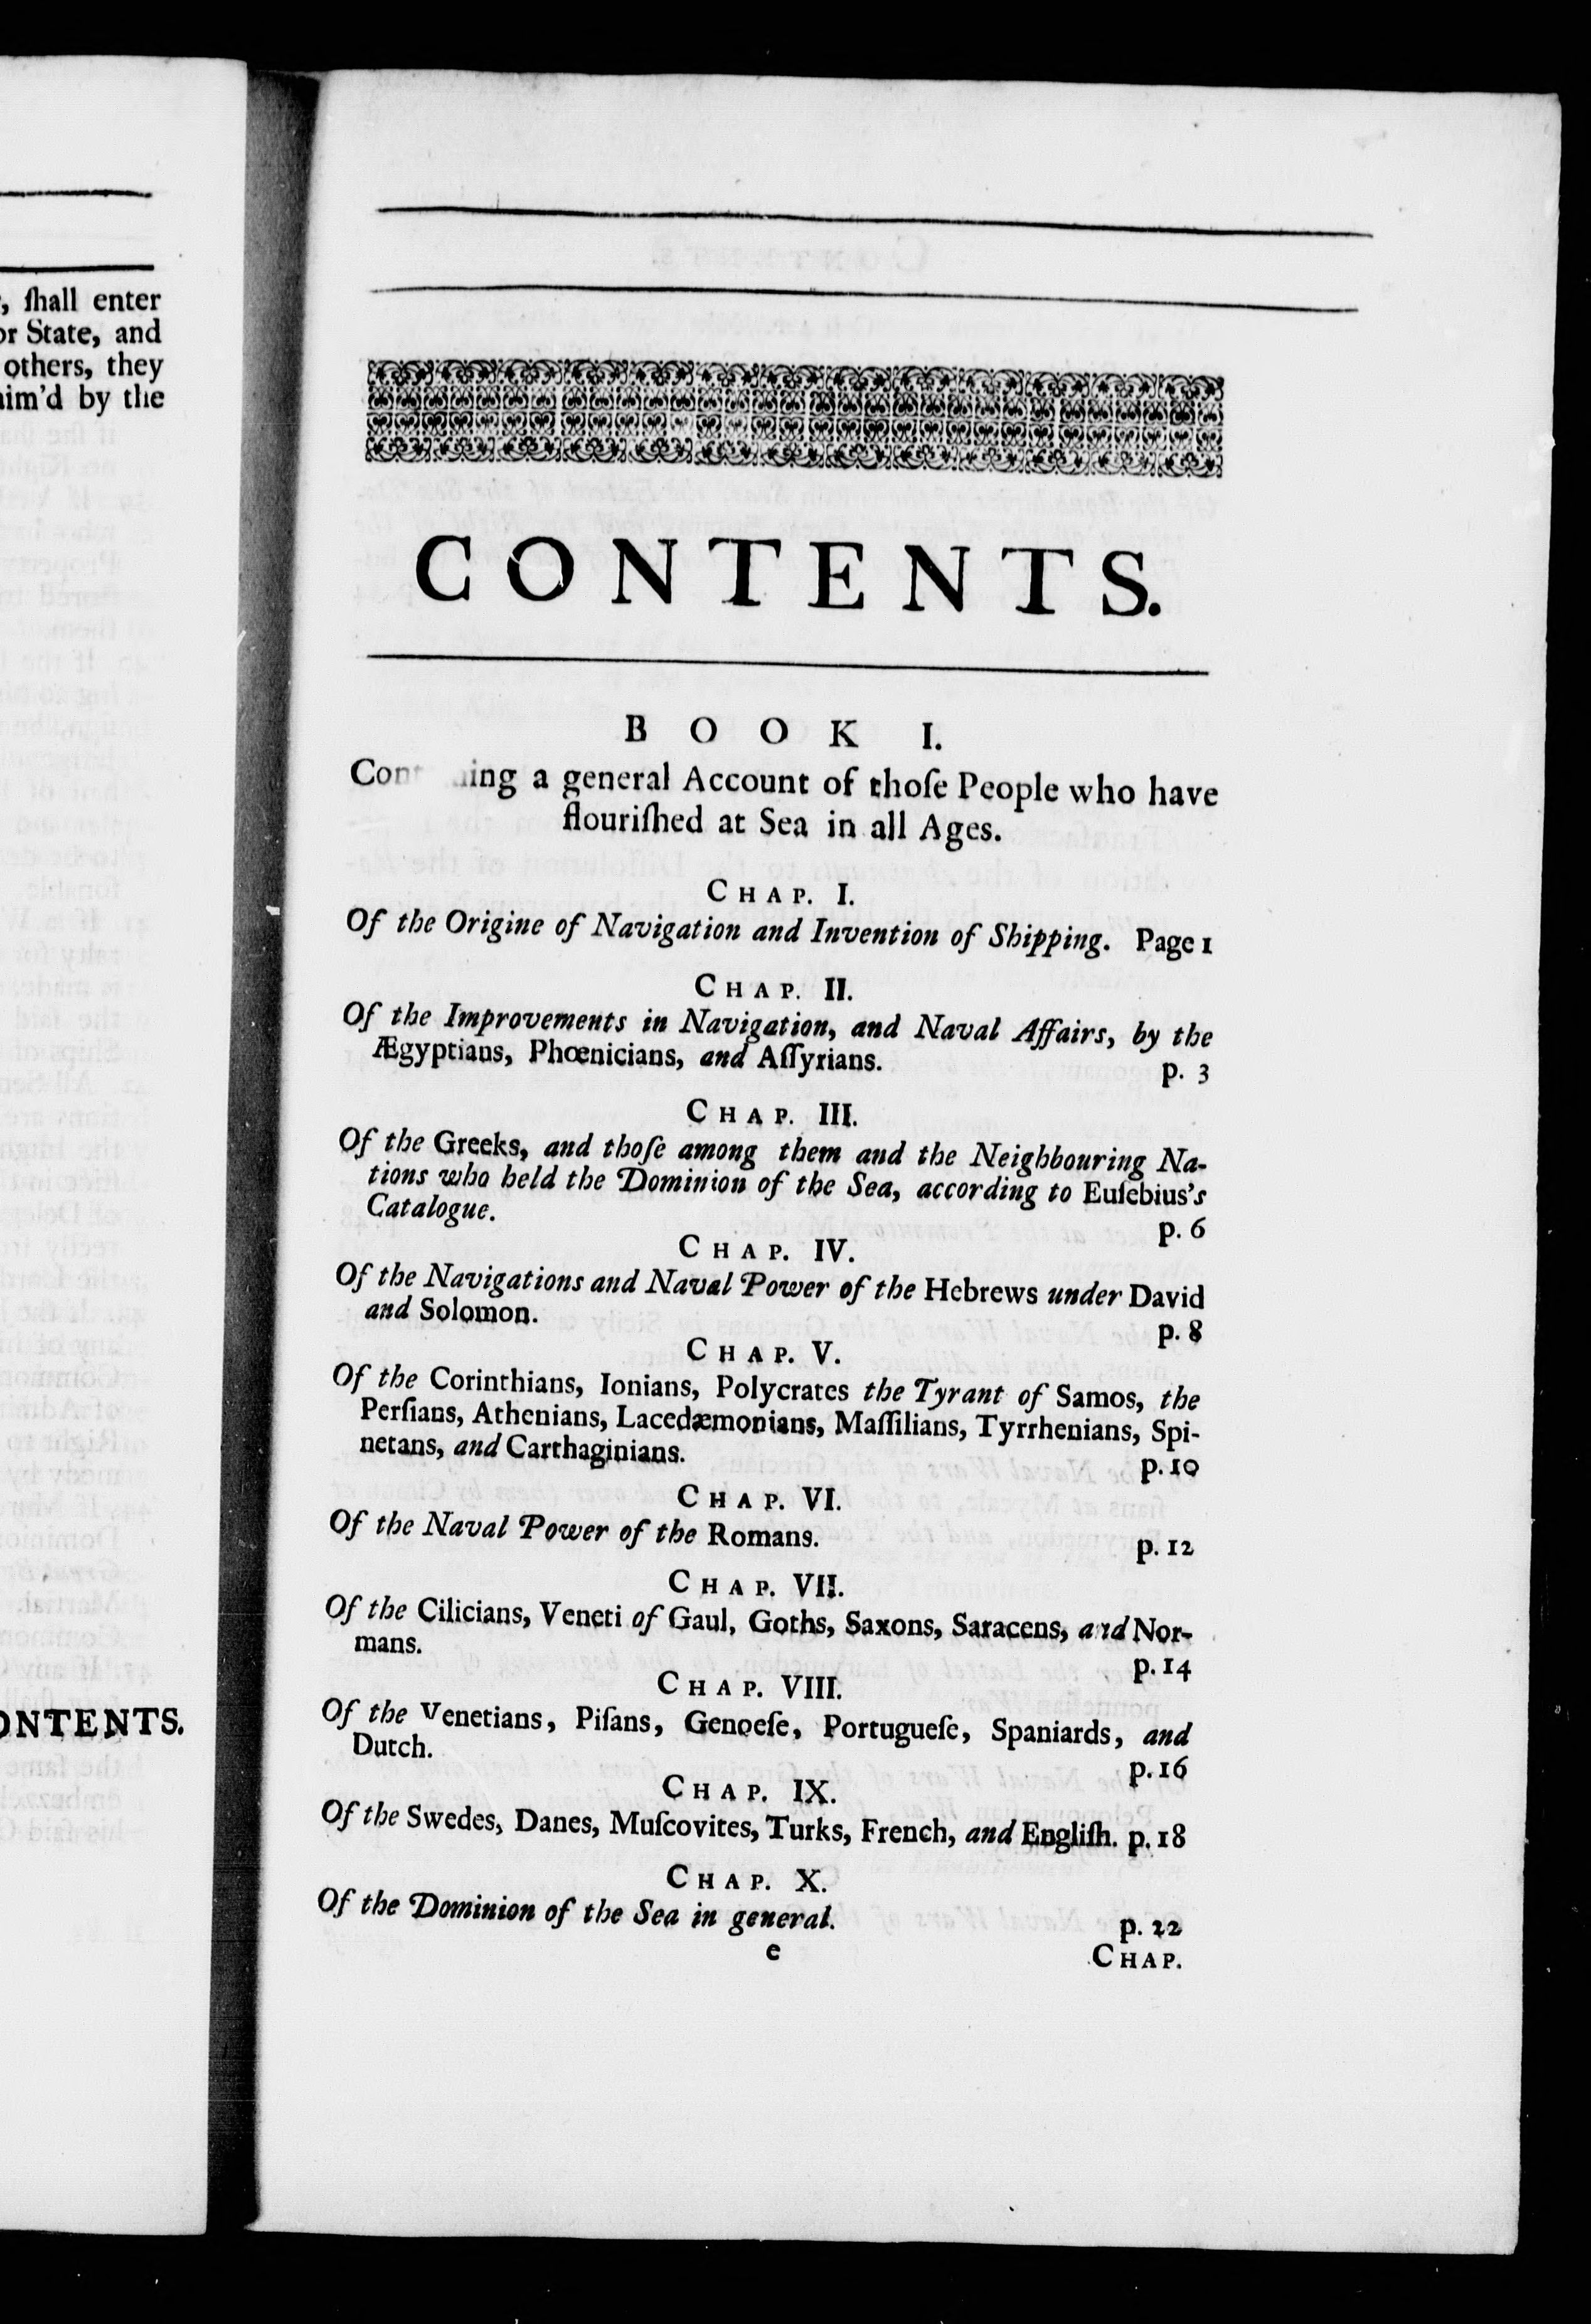 , ſhall enter
or State, and
others, they
aim'd by the
ONTENTS.
CONTENTS.
BOOK I.
Con ing a general Account of thoſe People who have
flouriſhed at Sea in all Ages.
CHAP. I.
Of the Origine of Navigation and Invention of Shipping. Page 1
CHAP. II.
Of the Improvements in Navigation, and Naval Affairs, by the
Ægyptians, Phœnicians, and Aſſyrians. p. 3
CHAP. III.
Of the Greeks, and thoſe among them and the Neighbouring Na-
tions who held the Dominion of the Sea, according to Euſebius's
Catalogue. p. 6
CHAP. IV.
Of the Navigations and Naval Power of the Hebrews under David
and Solomon. p. 8
CHAP. V.
Of the Corinthians, Ionians, Polycrates the Tyrant of Samos, the
Perſians, Athenians, Lacedæmonians, Maſſilians, Tyrrhenians, Spi-
netans, and Carthaginians. p. 10
CHAP. VI.
Of the Naval Power of the Romans. p. 12
CHAP. VII.
Of the Cilicians, Veneti of Gaul, Goths, Saxons, Saracens, and Nor-
mans. p. 14
CHAP. VIII.
Of the Venetians, Piſans, Genoeſe, Portugueſe, Spaniards, and
Dutch. p. 16
CHAP. IX.
Of the Swedes, Danes, Muſcovites, Turks, French, and Engliſh. p. 18
CHAP. X.
Of the Dominion of the Sea in general. p. 22
e CHAP.